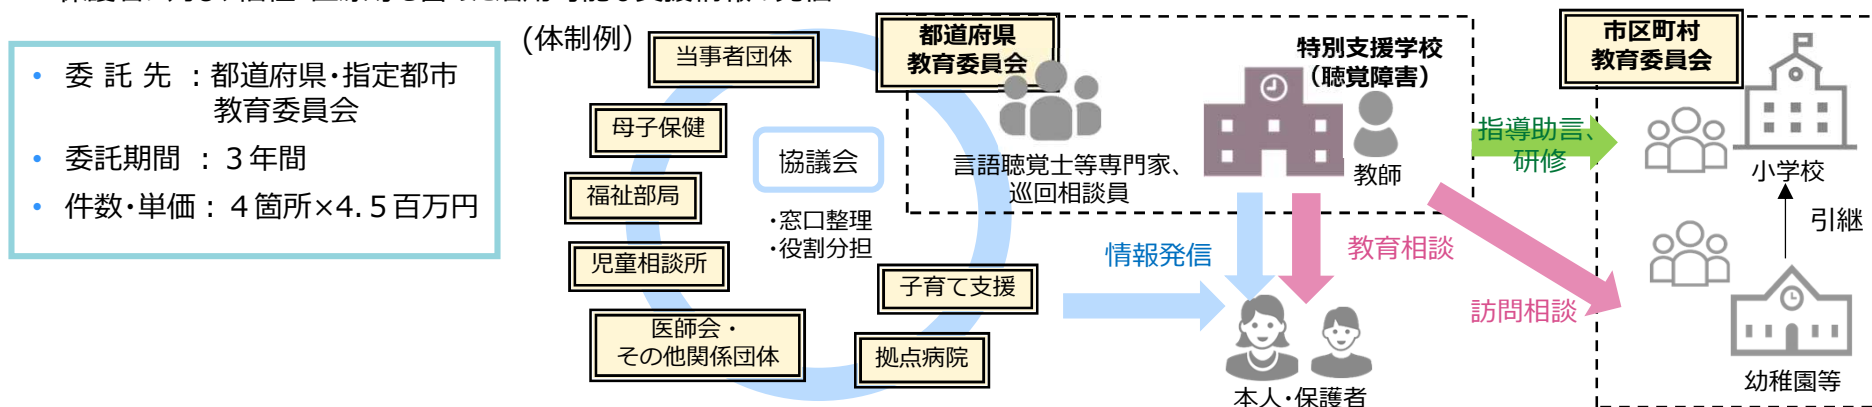 (体制例)
• 委 託 先 ：都道府県・指定都市
教育委員会
• 委託期間 ：３年間
• 件数・単価：４箇所×4.５百万円
当事者団体
母子保健
福祉部局
児童相談所
医師会・
その他関係団体
拠点病院
子育て支援
協議会
・窓口整理
・役割分担
都道府県
教育委員会
言語聴覚士等専門家、
巡回相談員
特別支援学校
（聴覚障害）
教師
情報発信
教育相談
訪問相談
指導助言、
研修
本人・保護者
市区町村
教育委員会
小学校
引継
幼稚園等